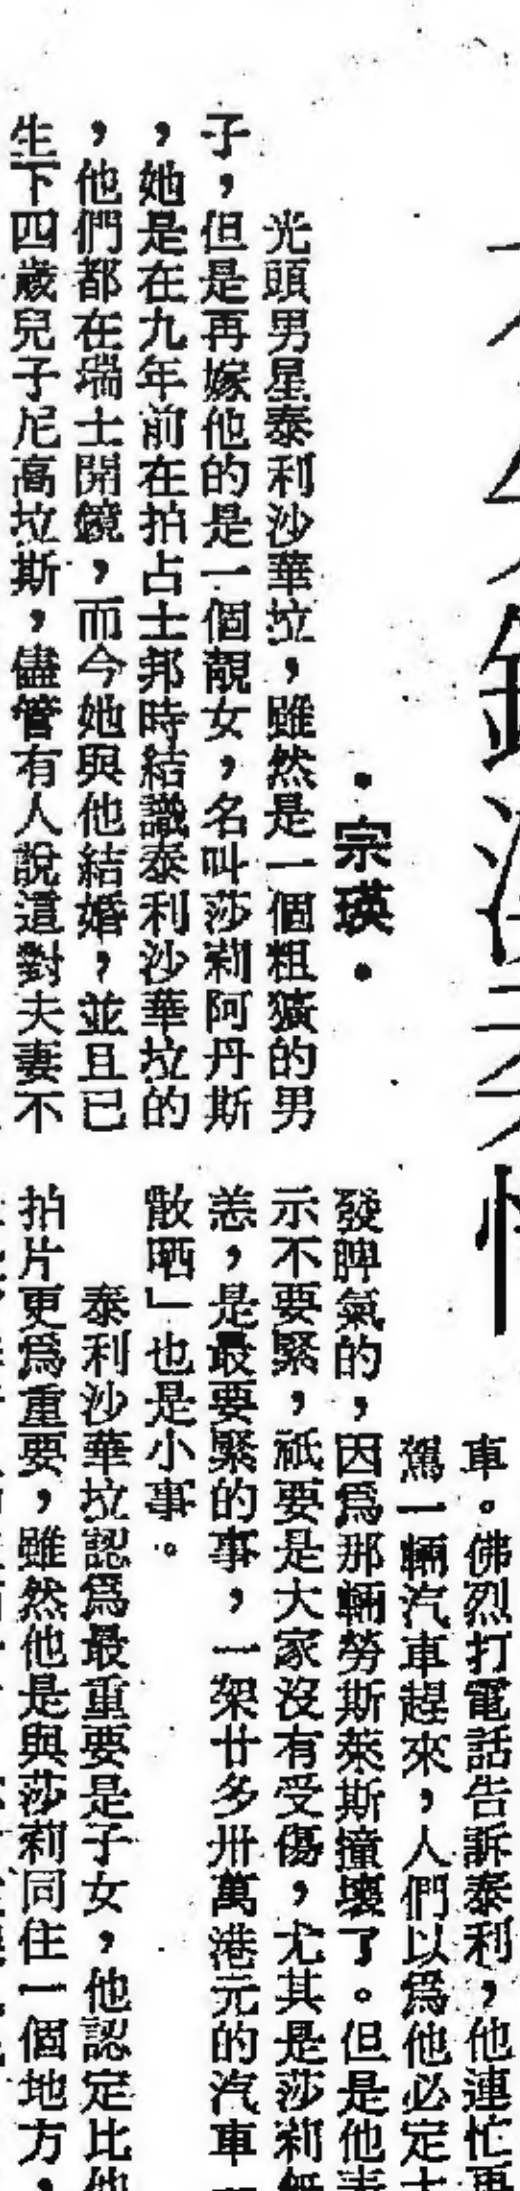 ・宗瑛・
光頭男星泰利沙華拉，雖然是一個粗獷的男
子，但是再嫁他的是一個靚女，名叫莎莉阿丹斯
，她是在九年前在拍占士邦時結識泰利沙華拉的
，他們都在瑞士開鏡，而今她與他結婚，並且已
生下四歲兒子尼高拉斯，儘管有人說這對夫妻不
車。佛烈打電話告訴泰利，他連忙再
駕一輛汽車趕來，人們以爲他必定大
發脾氣的，因爲那輛勞斯萊斯撞壞了。但是他表
示不要緊，祇要是大家沒有受傷，尤其是莎莉無
恙，是最要緊的事，一架廿多卅萬港元的汽車「
散晒」也是小事。
泰利沙華拉認爲最重要是子女，他認定比他
拍片更爲重要，雖然他是與莎莉同住一個地方，